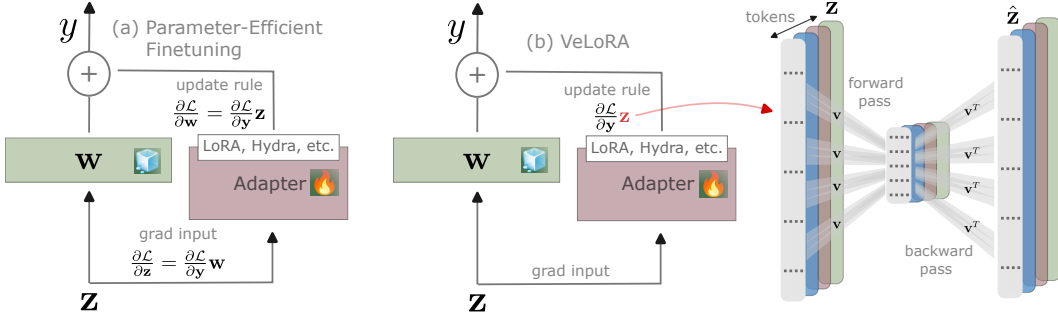 y
(a) Parameter-Efficient
Finetuning
+
update rule
∂ℒ/∂w = ∂ℒ/∂y z
LoRA, Hydra, etc.
w
Adapter
grad input
∂ℒ/∂z = ∂ℒ/∂y w
z
y
(b) VeLoRA
+
update rule
∂ℒ/∂y z
LoRA, Hydra, etc.
w
Adapter
grad input
z
tokens
z
forward
pass
v
v
v
v
ẑ
v^T
v^T
v^T
v^T
backward
pass